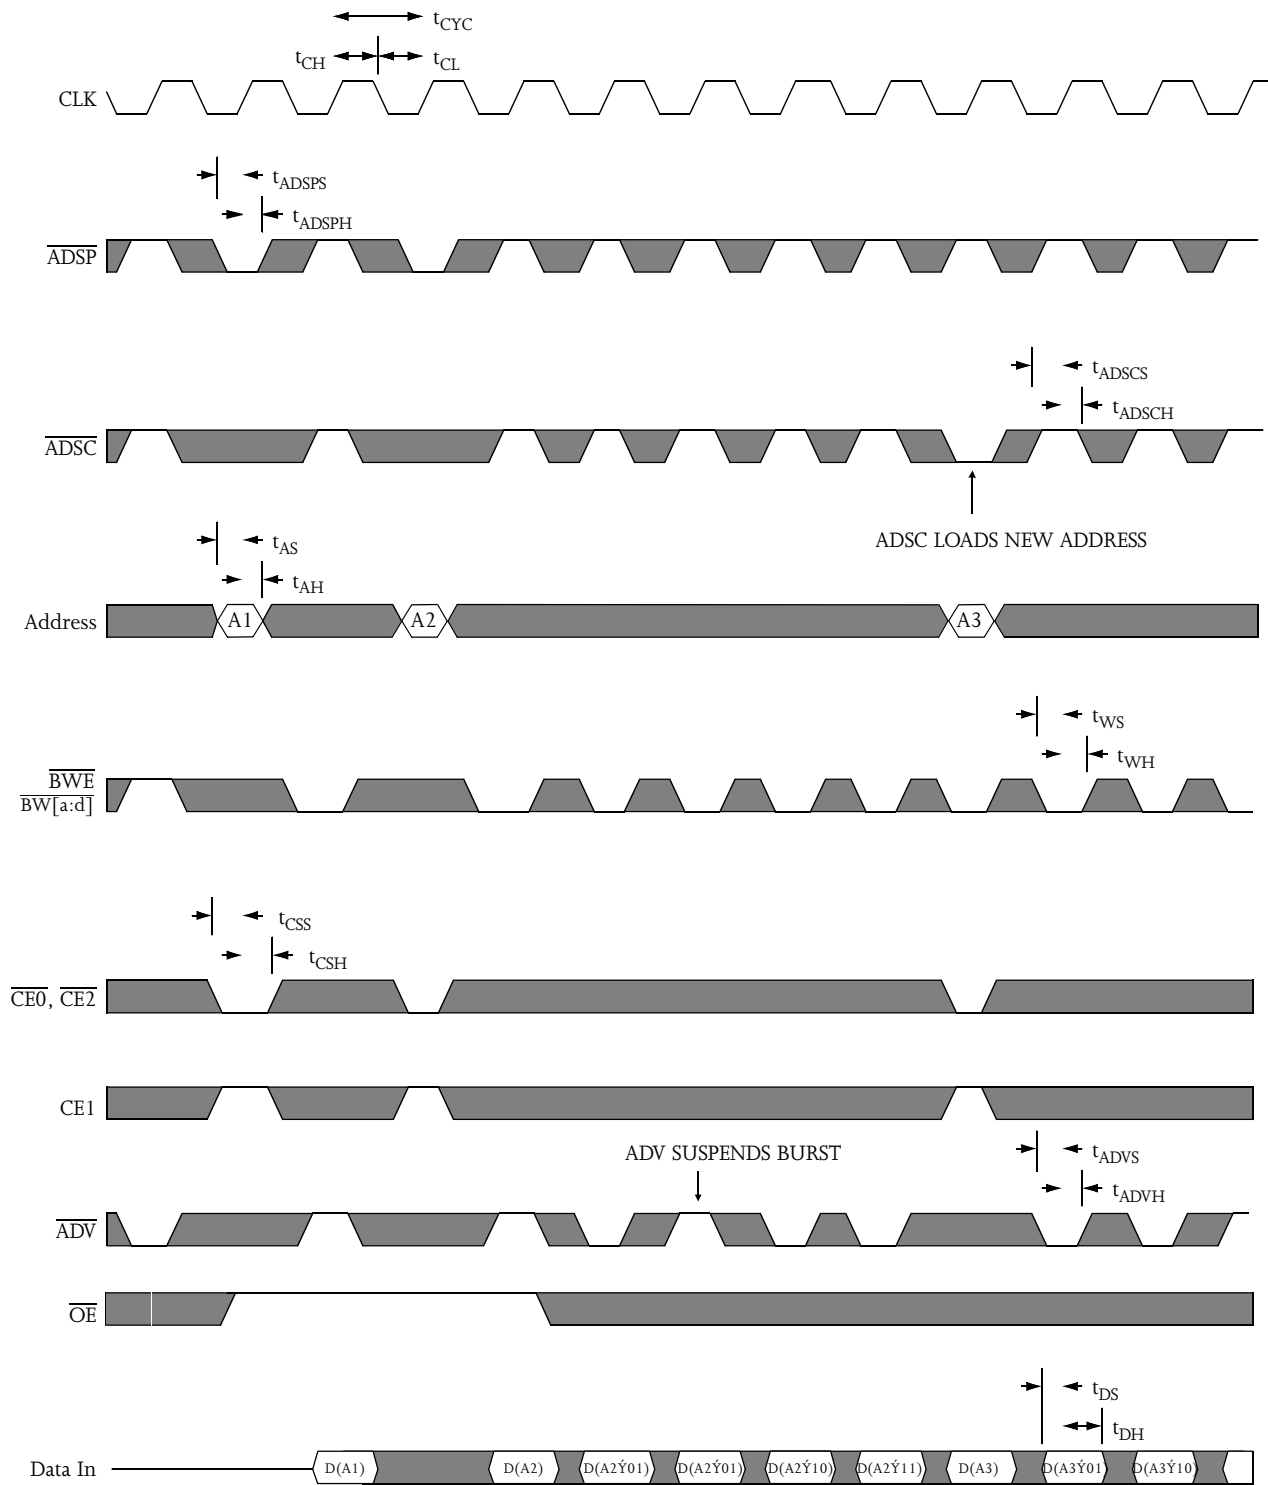 tCYC
tCH
tCL
CLK
tADSPS
tADSPH
ADSP
tADSCS
tADSCH
ADSC
ADSC LOADS NEW ADDRESS
tAS
tAH
Address
A1
A2
A3
tWS
tWH
BWE
BW[a:d]
tCSS
tCSH
CE0, CE2
CE1
ADV SUSPENDS BURST
tADVS
tADVH
ADV
OE
tDS
tDH
Data In
D(A1)
D(A2)
D(A2Ý01)
D(A2Ý01)
D(A2Ý10)
D(A2Ý11)
D(A3)
D(A3Ý01)
D(A3Ý10)